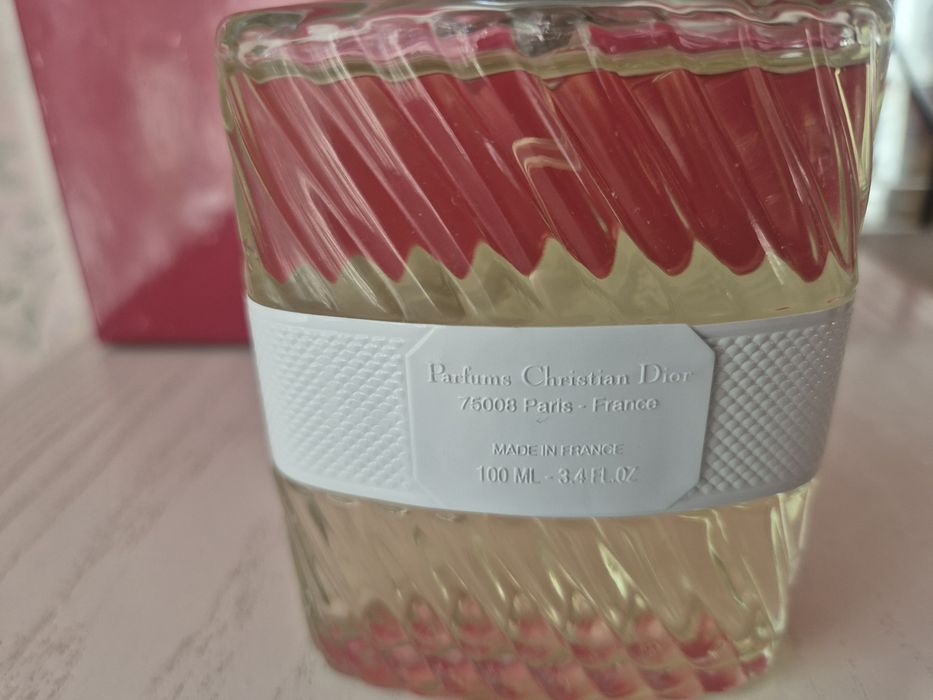 Parfums Christian Dior
75008 Paris - France
MADE IN FRANCE
100 ML - 3.4 FL.OZ